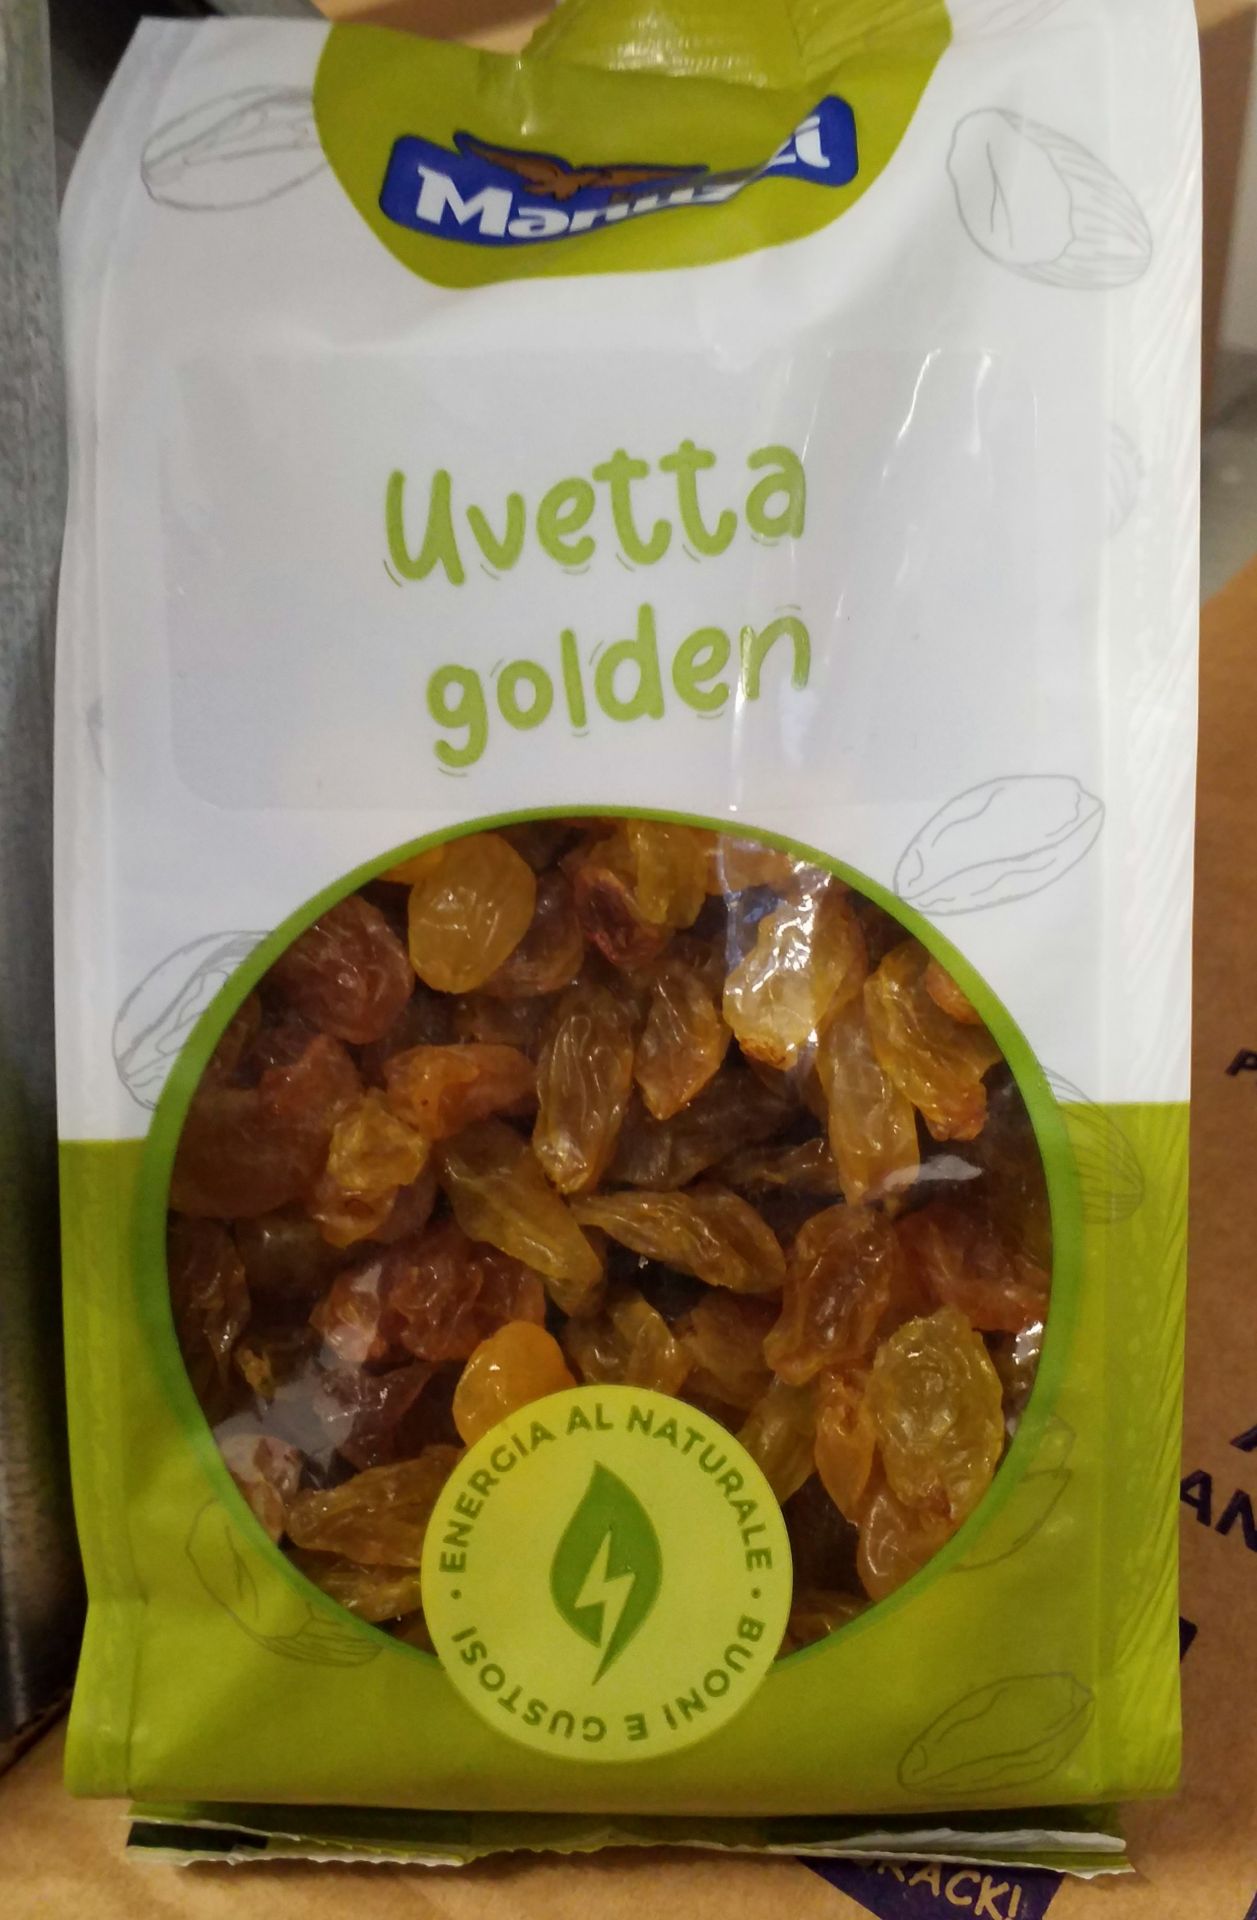 Uvetta
golden
ENERGIA AL NATURALE · BUONI E GUSTOSI ·